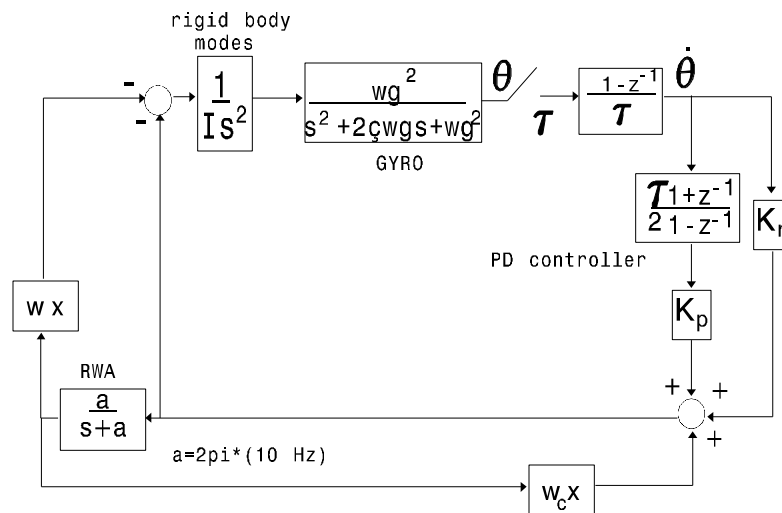 rigid body
modes
-
-
1
Is²
wg²
s²+2çwgs+wg²
GYRO
θ
τ
1-z⁻¹
τ
θ̇
τ 1+z⁻¹
2 1-z⁻¹
K
PD controller
Kp
w x
RWA
a
s+a
+
+
+
a=2pi*(10 Hz)
w_c x